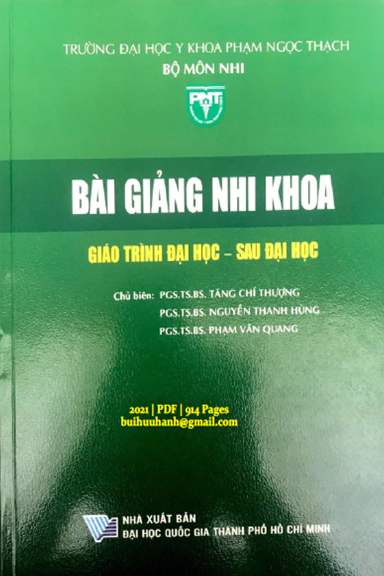 TRƯỜNG ĐẠI HỌC Y KHOA PHẠM NGỌC THẠCH
BỘ MÔN NHI
PNT
BÀI GIẢNG NHI KHOA
GIÁO TRÌNH ĐẠI HỌC – SAU ĐẠI HỌC
Chủ biên: PGS.TS.BS. TĂNG CHÍ THƯỢNG
PGS.TS.BS. NGUYỄN THANH HÙNG
PGS.TS.BS. PHẠM VĂN QUANG
2021 | PDF | 914 Pages
buihuuhanh@gmail.com
NHÀ XUẤT BẢN
ĐẠI HỌC QUỐC GIA THÀNH PHỐ HỒ CHÍ MINH